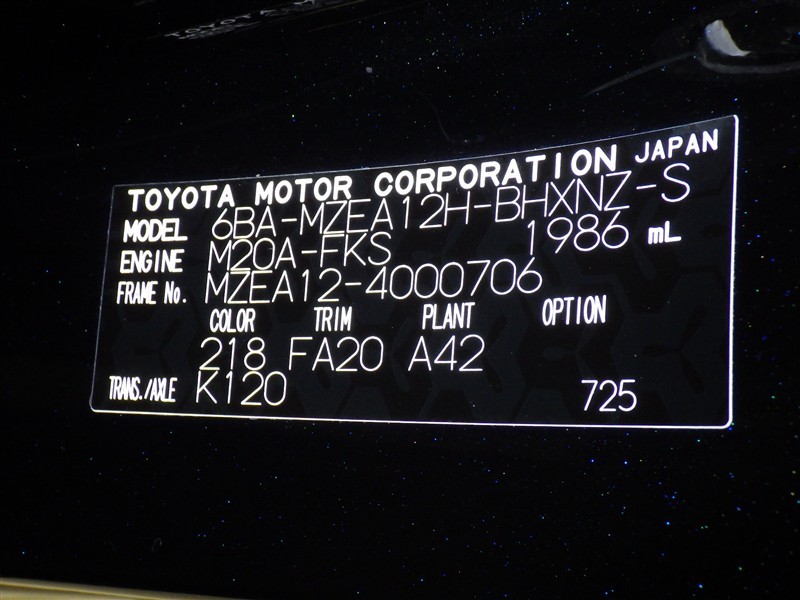 TOYOTA MOTOR CORPORATION JAPAN
MODEL 6BA-MZEA12H-BHXNZ-S
ENGINE M20A-FKS 1986 mL
FRAME No. MZEA12-4000706
COLOR TRIM PLANT OPTION
218 FA20 A42
TRANS./AXLE K120 725